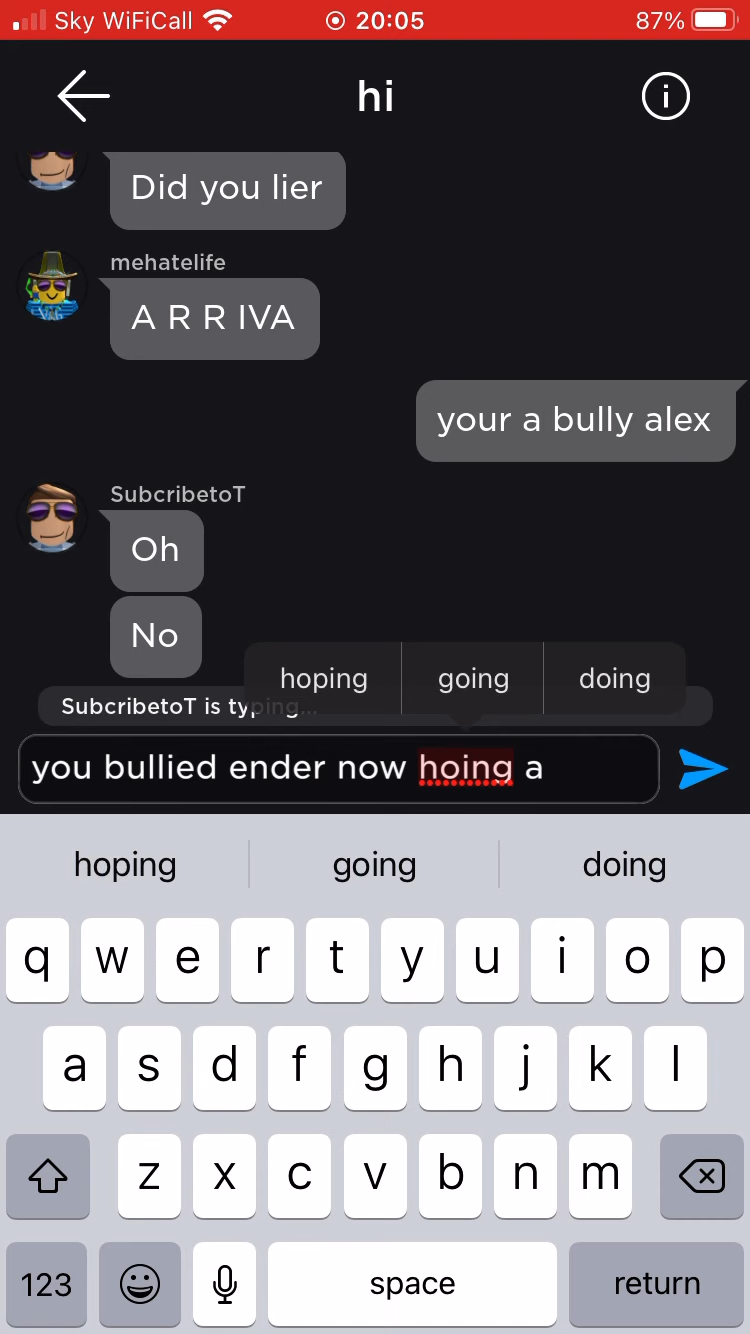 Sky WiFiCall 20:05 87%
hi
Did you lier
mehatelife
A R R IVA
your a bully alex
SubcribetoT
Oh
No
hoping going doing
SubcribetoT is typing...
you bullied ender now hoing a
hoping going doing
q w e r t y u i o p
a s d f g h j k l
z x c v b n m
123 space return